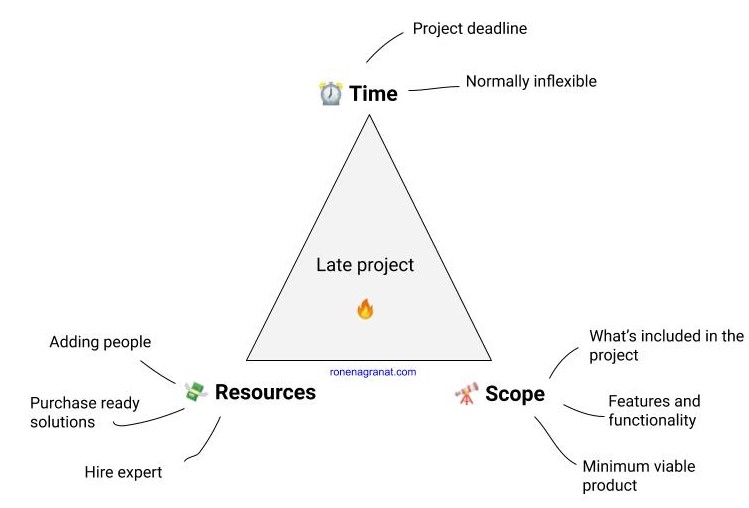 Project deadline
Normally inflexible
Time
Late project
ronenagranat.com
Adding people
Purchase ready
solutions
Hire expert
Resources
Scope
What's included in the
project
Features and
functionality
Minimum viable
product